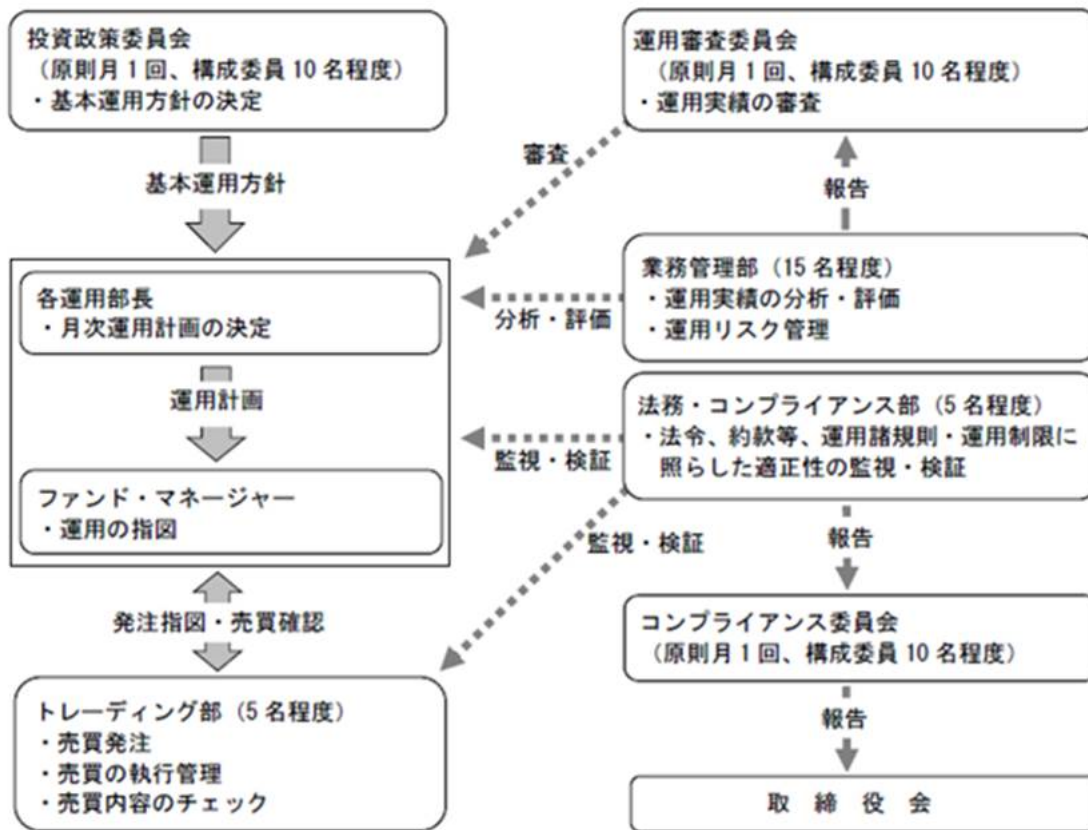 投資政策委員会
（原則月１回、構成委員 10 名程度）
・基本運用方針の決定
基本運用方針
各運用部長
・月次運用計画の決定
運用計画
ファンド・マネージャー
・運用の指図
発注指図・売買確認
トレーディング部（5 名程度）
・売買発注
・売買の執行管理
・売買内容のチェック
運用審査委員会
（原則月１回、構成委員 10 名程度）
・運用実績の審査
審査
報告
業務管理部（15 名程度）
・運用実績の分析・評価
・運用リスク管理
分析・評価
法務・コンプライアンス部（5 名程度）
・法令、約款等、運用諸規則・運用制限に
照らした適正性の監視・検証
監視・検証
監視・検証
報告
コンプライアンス委員会
（原則月１回、構成委員 10 名程度）
報告
取 締 役 会